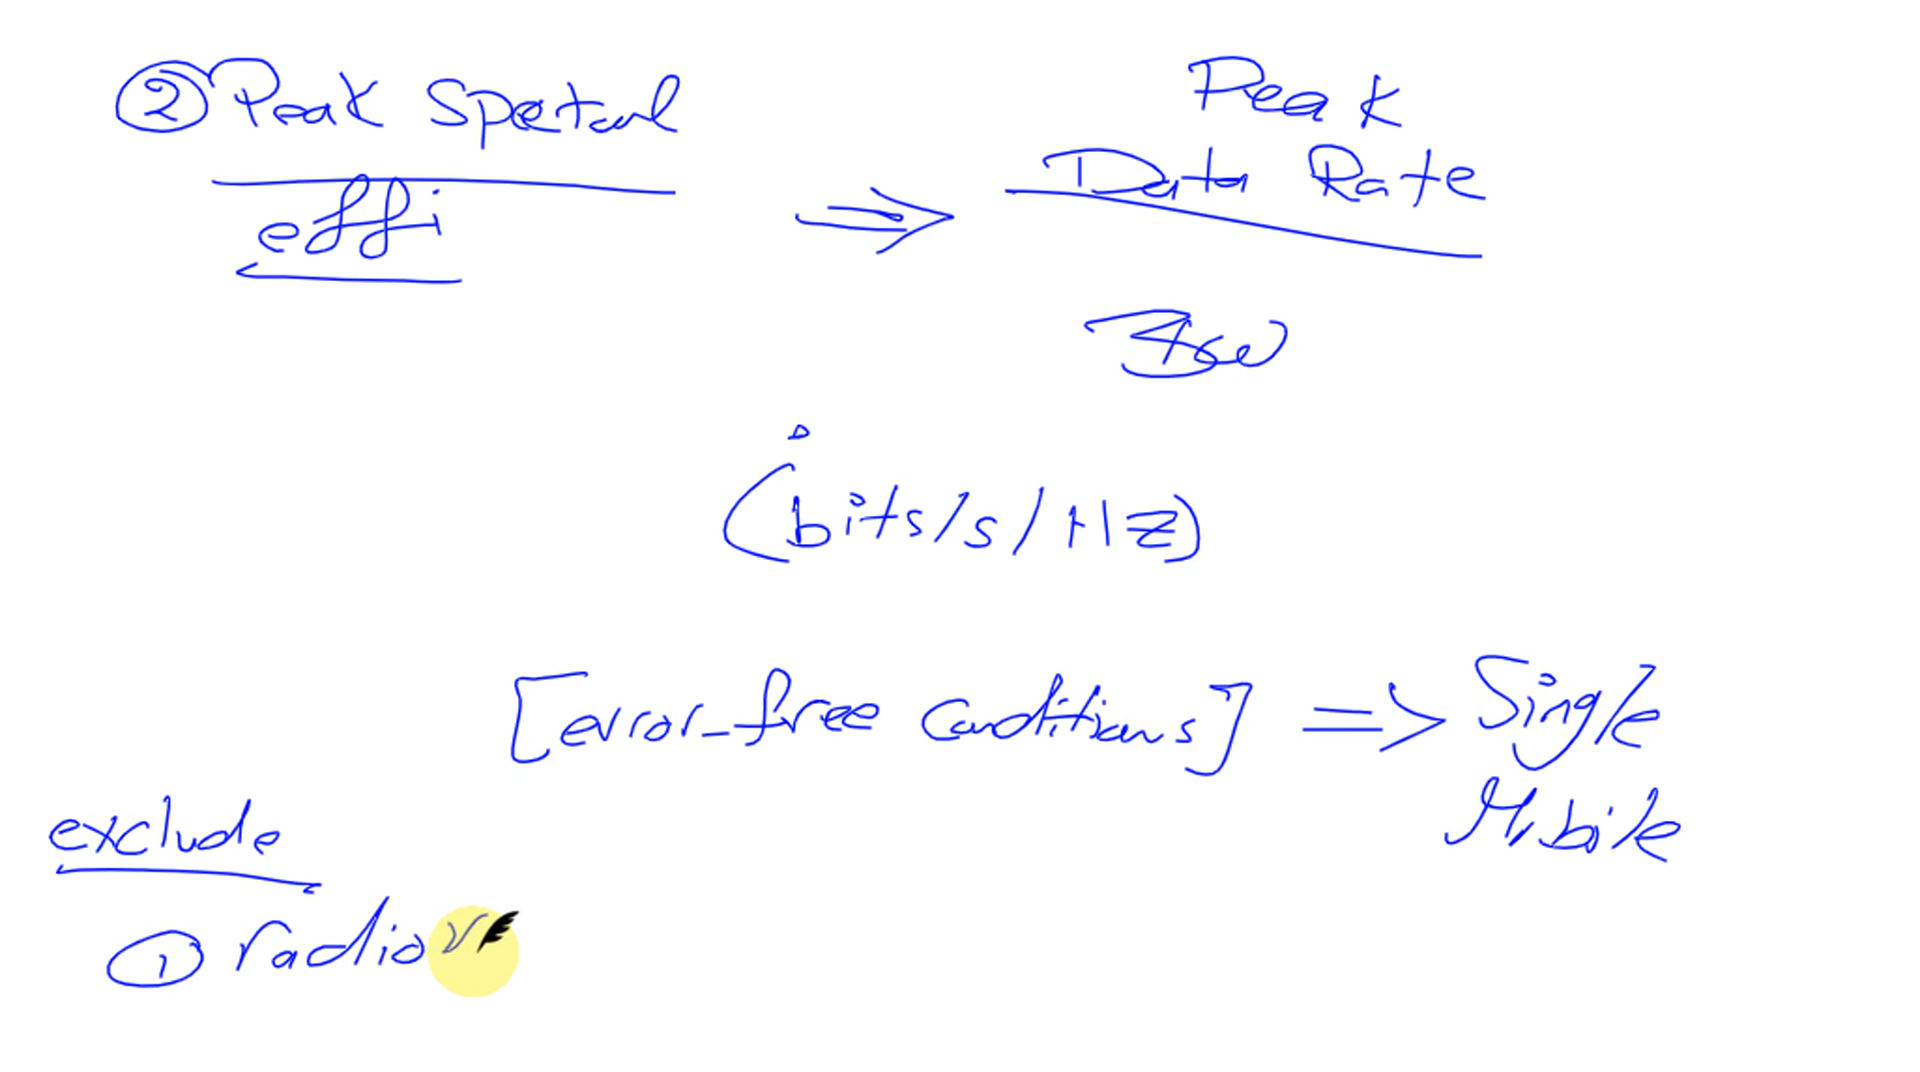 ② Peak Spectral
effi
⇒
Peak
Data Rate
BW
(bits/s/Hz)
[error-free conditions] => Single
Mobile
exclude
① radio